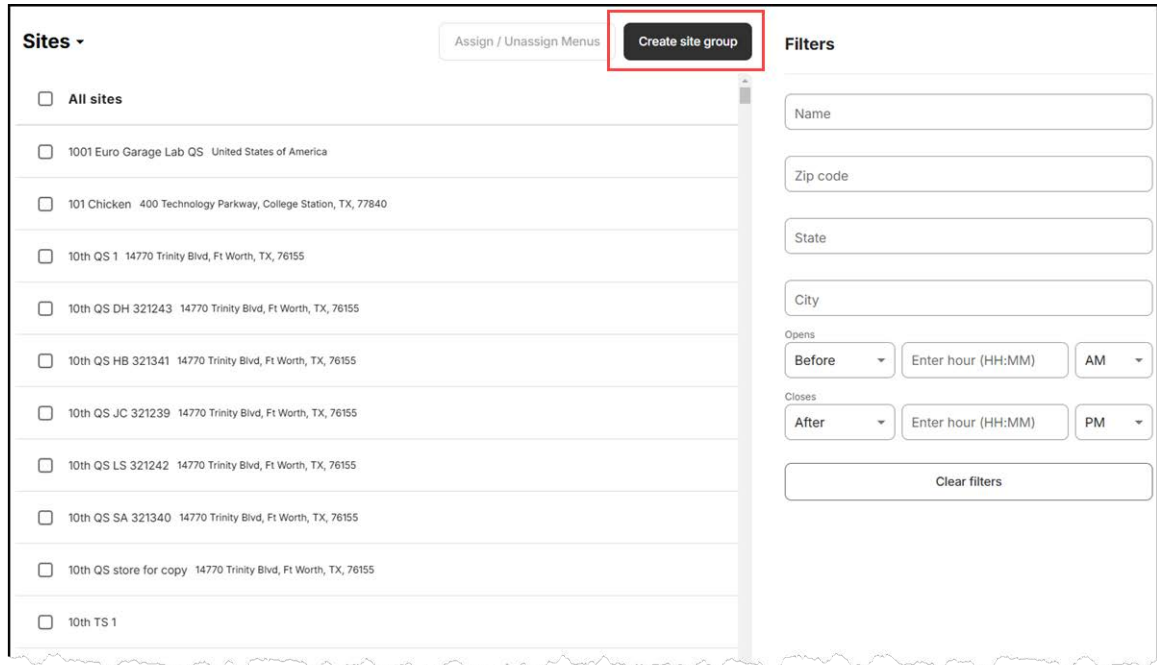 Sites
Assign / Unassign Menus
Create site group
All sites
1001 Euro Garage Lab QS United States of America
101 Chicken 400 Technology Parkway, College Station, TX, 77840
10th QS 1 14770 Trinity Blvd, Ft Worth, TX, 76155
10th QS DH 321243 14770 Trinity Blvd, Ft Worth, TX, 76155
10th QS HB 321341 14770 Trinity Blvd, Ft Worth, TX, 76155
10th QS JC 321239 14770 Trinity Blvd, Ft Worth, TX, 76155
10th QS LS 321242 14770 Trinity Blvd, Ft Worth, TX, 76155
10th QS SA 321340 14770 Trinity Blvd, Ft Worth, TX, 76155
10th QS store for copy 14770 Trinity Blvd, Ft Worth, TX, 76155
10th TS 1
Filters
Name
Zip code
State
City
Opens
Before Enter hour (HH:MM) AM
Closes
After Enter hour (HH:MM) PM
Clear filters